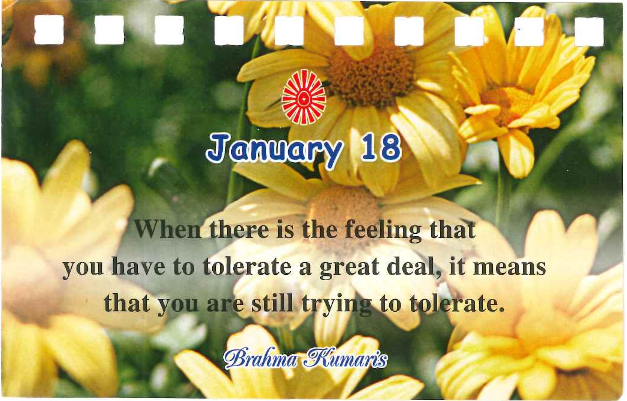 January 18
When there is the feeling that
you have to tolerate a great deal, it means
that you are still trying to tolerate.
Brahma Kumaris